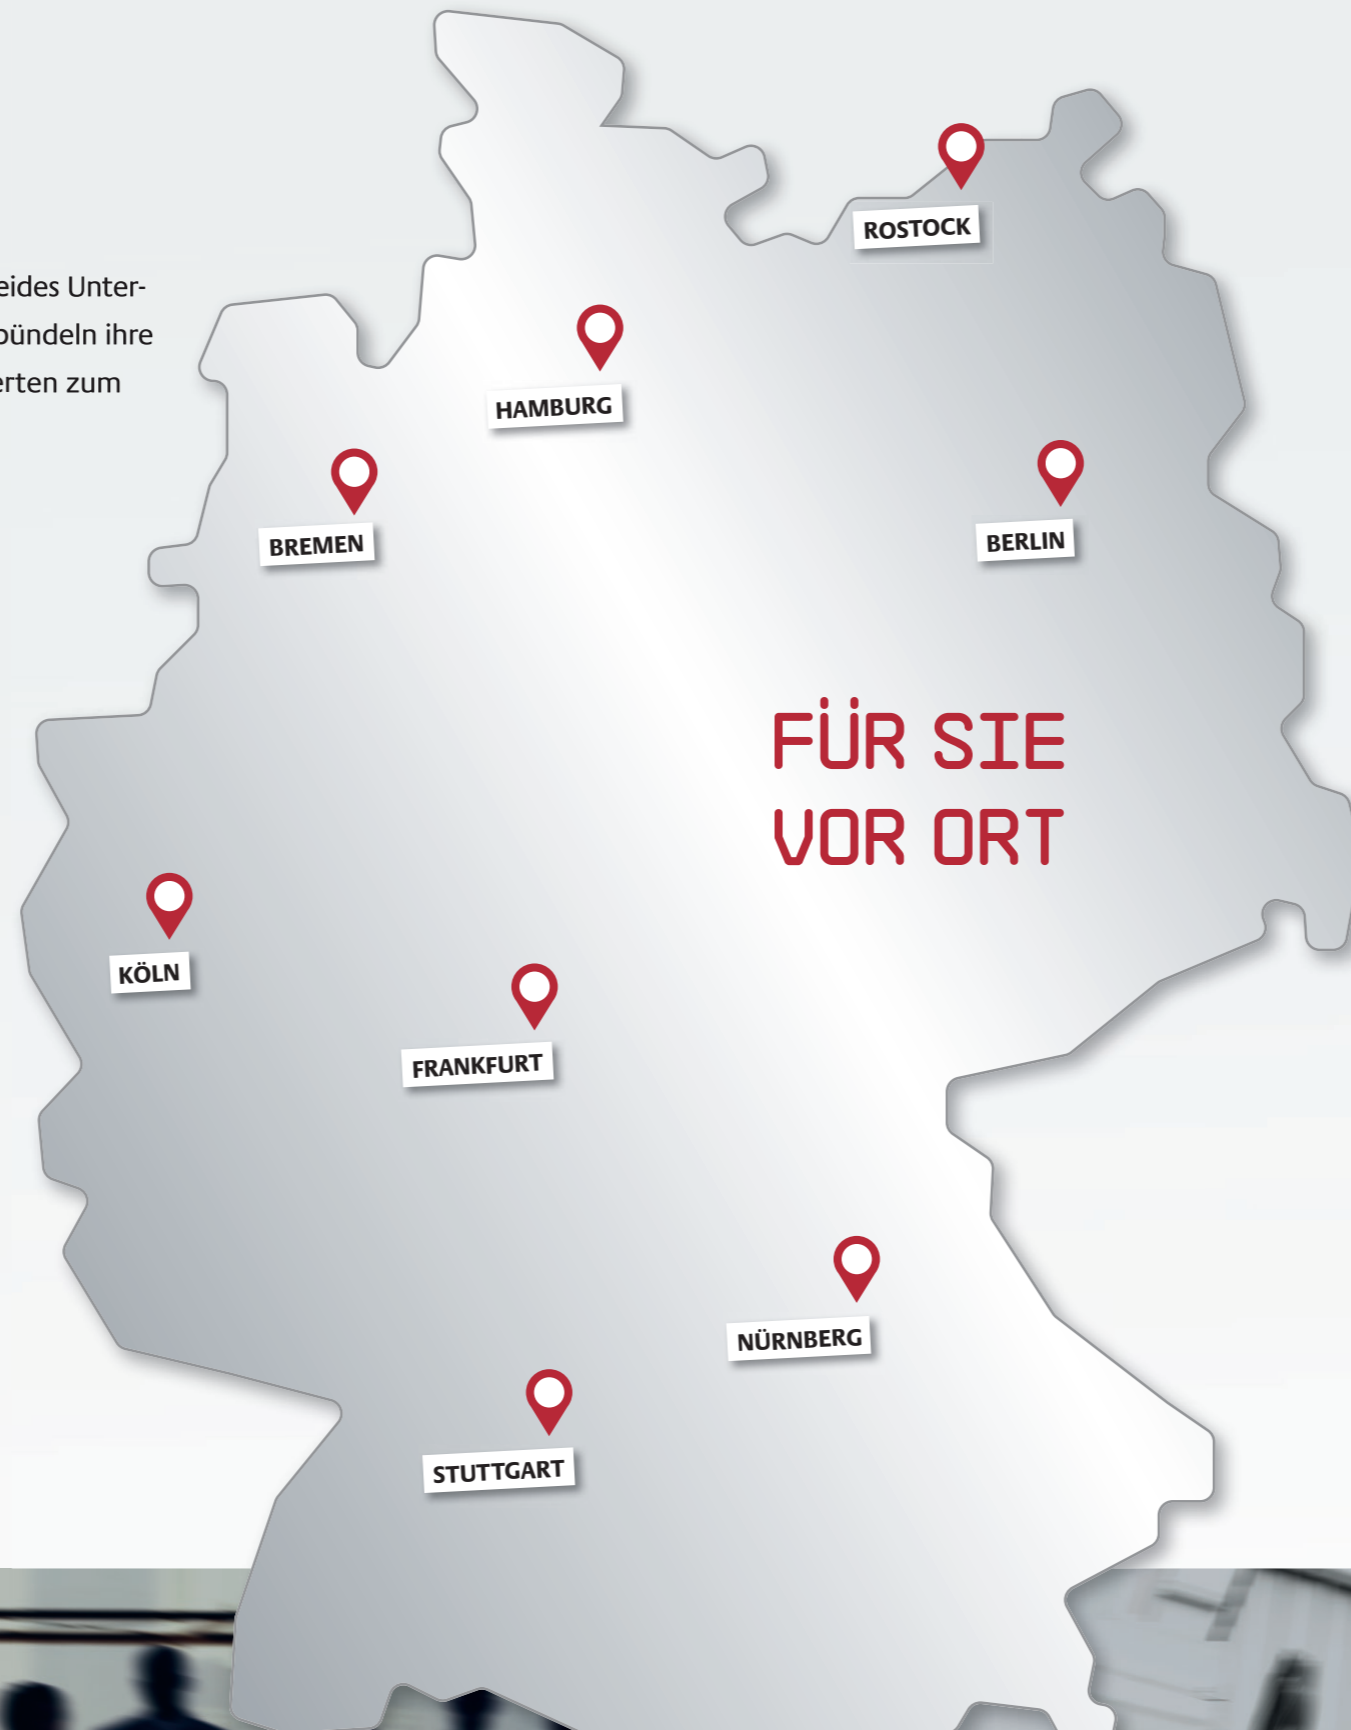 eides Unter-
bündeln ihre
erten zum
ROSTOCK
HAMBURG
BREMEN
BERLIN
FÜR SIE
VOR ORT
KÖLN
FRANKFURT
NÜRNBERG
STUTTGART